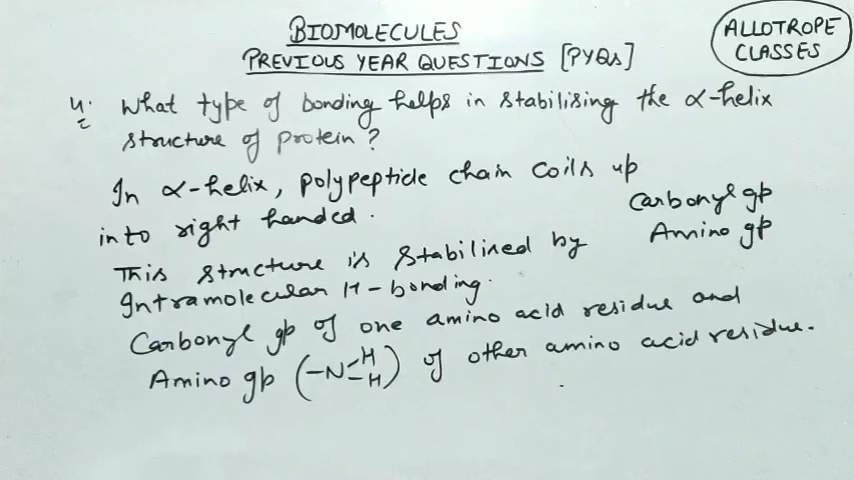 BIOMOLECULES
PREVIOUS YEAR QUESTIONS [PYQs]
ALLOTROPE
CLASSES
4. What type of bonding helps in stabilising the α-helix
structure of protein?
In α-helix, polypeptide chain coils up
into right handed.
Carbonyl gp
Amino gp
This structure is stabilised by
Intramolecular H-bonding.
Carbonyl gp of one amino acid residue and
Amino gp (-N-H-H) of other amino acid residue.